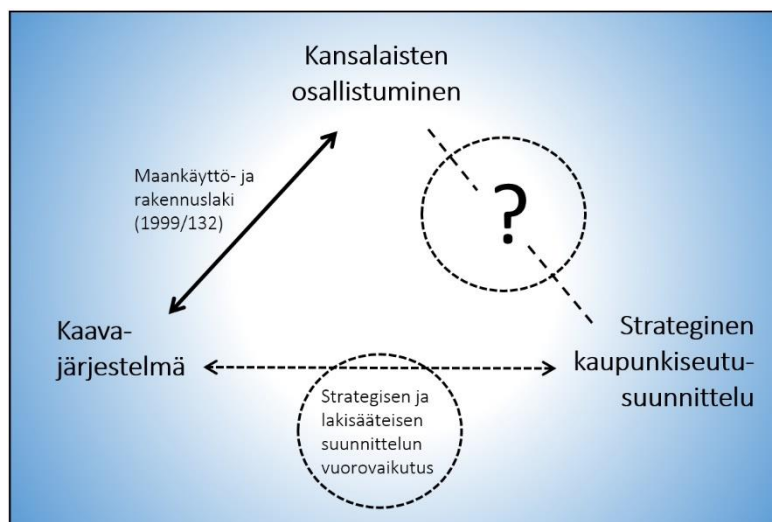 Kansalaisten
osallistuminen
Maankäyttö- ja
rakennuslaki
(1999/132)
?
Kaava-
järjestelmä
Strateginen
kaupunkiseutu-
suunnittelu
Strategisen ja
lakisääteisen
suunnittelun
vuorovaikutus